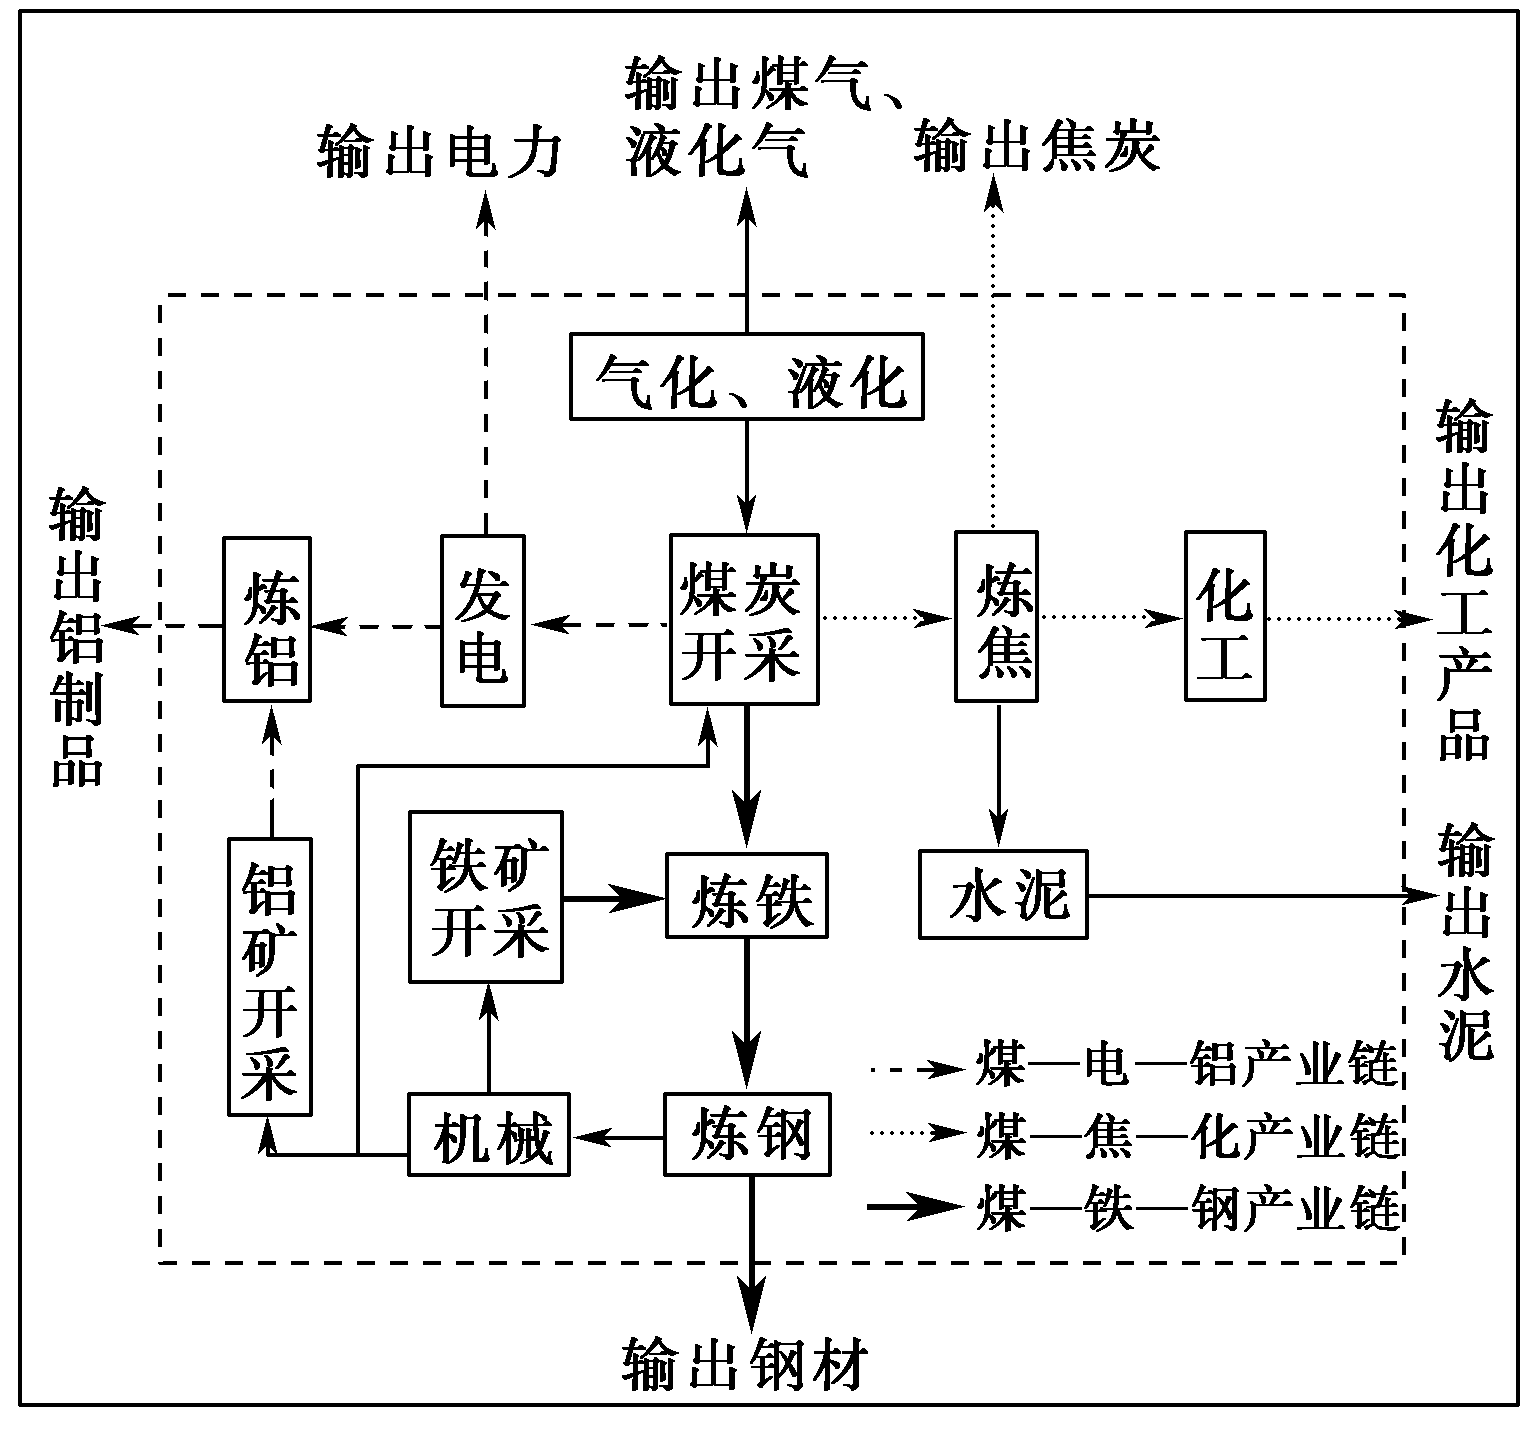 输出煤气、
液化气
输出电力
输出焦炭
气化、液化
输出铝制品
炼铝
发电
煤炭
开采
炼焦
化工
输出化工产品
铝矿开采
铁矿
开采
炼铁
水泥
输出水泥
机械
炼钢
煤—电—铝产业链
煤—焦—化产业链
煤—铁—钢产业链
输出钢材